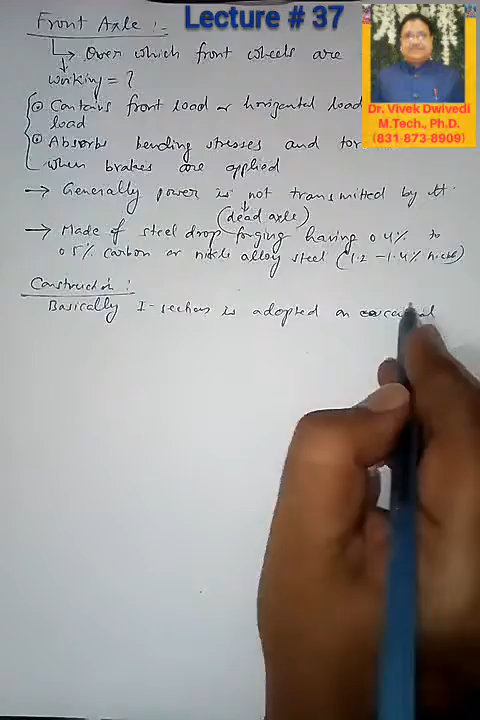 Lecture # 37
Front Axle :-
Over which front wheels are
working = ?
Contains front load or horizontal load
load
Absorbs bending stresses and
when brakes are applied
Generally power is not transmitted by it.
(dead axle)
Made of steel drop forging having 0.4% to
0.5% carbon or nickle alloy steel (1.2 - 1.4% nickel)
Construction :
Basically I-section is adopted
Dr. Vivek Dwivedi
M.Tech., Ph.D.
(831-873-8909)